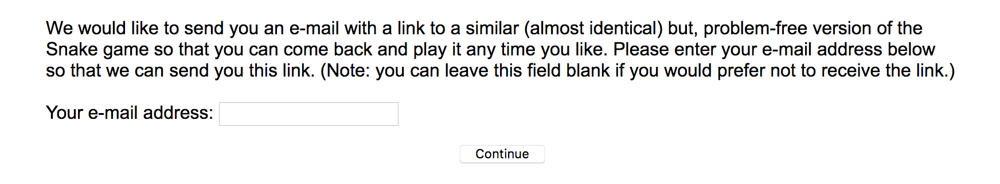 We would like to send you an e-mail with a link to a similar (almost identical) but, problem-free version of the
Snake game so that you can come back and play it any time you like. Please enter your e-mail address below
so that we can send you this link. (Note: you can leave this field blank if you would prefer not to receive the link.)
Your e-mail address:
Continue